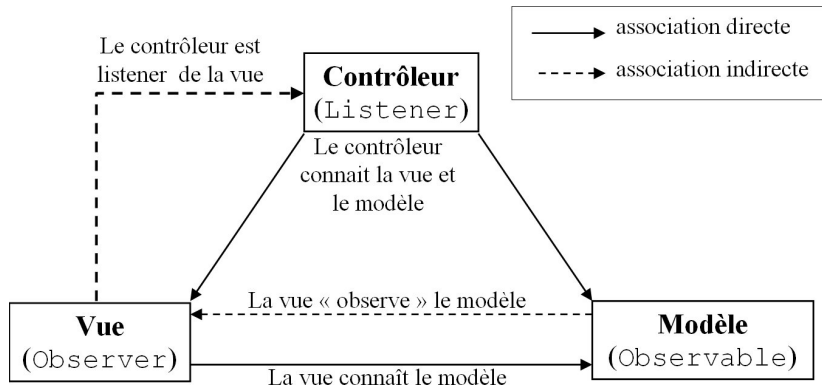 Le contrôleur est
listener de la vue
Contrôleur
(Listener)
association directe
association indirecte
Le contrôleur
connait la vue et
le modèle
La vue « observe » le modèle
Vue
(Observer)
Modèle
(Observable)
La vue connaît le modèle